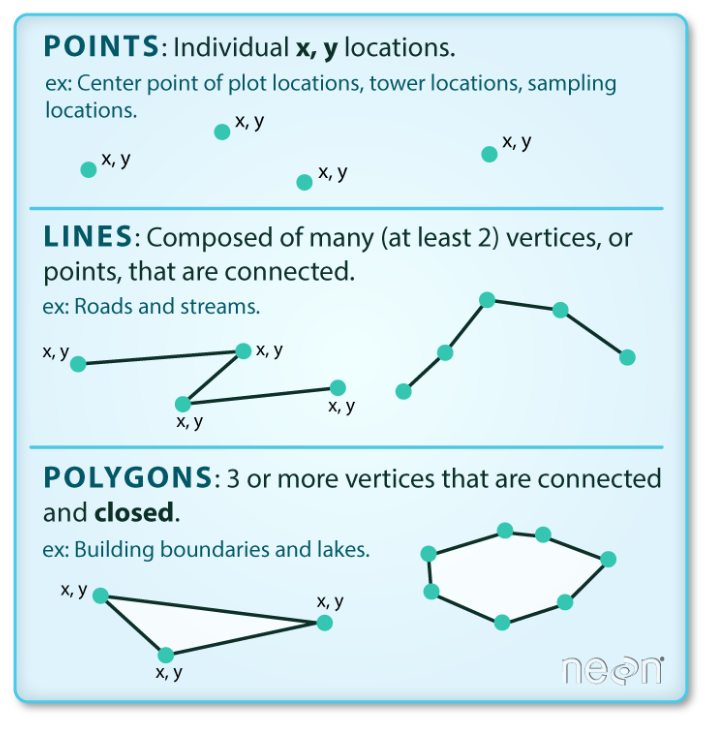 POINTS: Individual x, y locations.
ex: Center point of plot locations, tower locations, sampling
locations.
x, y
x, y
x, y
x, y
LINES: Composed of many (at least 2) vertices, or
points, that are connected.
ex: Roads and streams.
x, y
x, y
x, y
x, y
POLYGONS: 3 or more vertices that are connected
and closed.
ex: Building boundaries and lakes.
x, y
x, y
x, y
neon